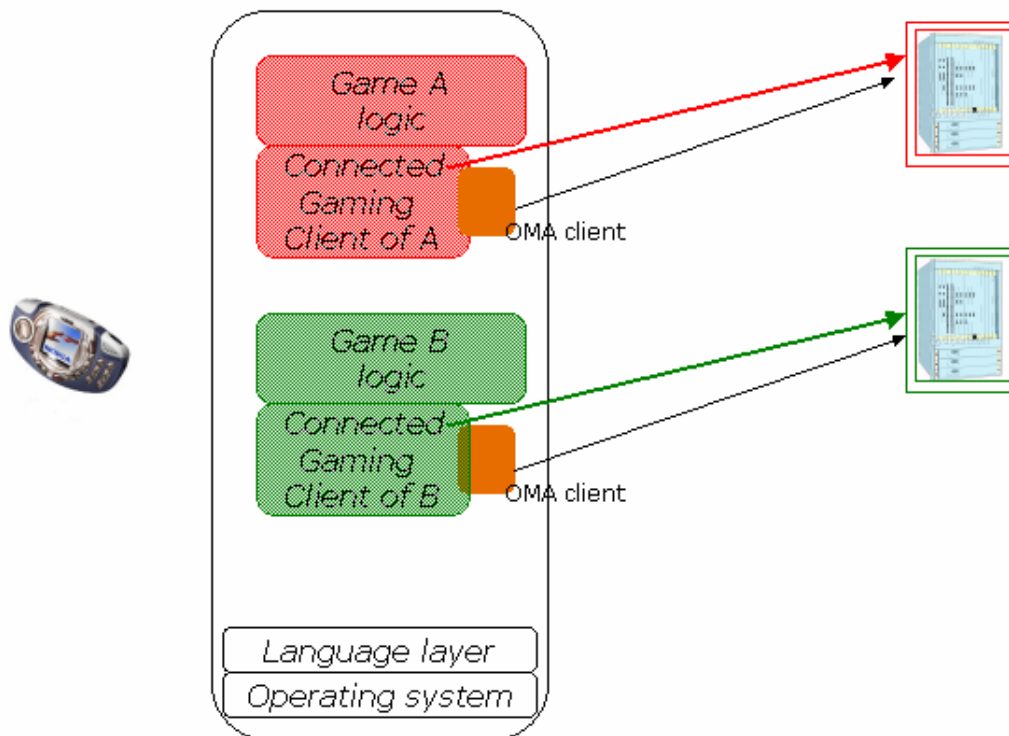 Game A
logic
Connected
Gaming
Client of A
OMA client
Game B
logic
Connected
Gaming
Client of B
OMA client
Language layer
Operating system